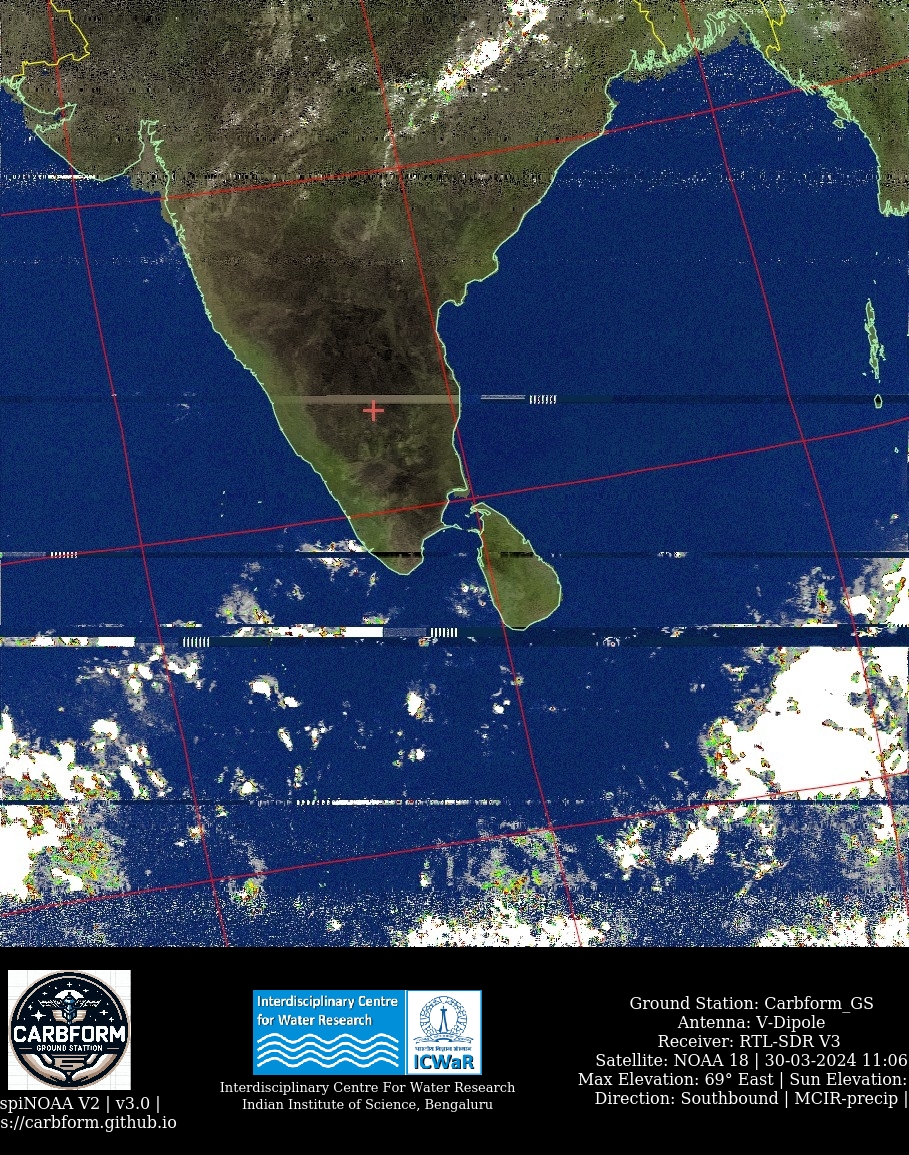 CARBFORM
GROUND STATION
spiNOAA V2 | v3.0 |
s://carbform.github.io
Interdisciplinary Centre
for Water Research
ICWaR
Interdisciplinary Centre For Water Research
Indian Institute of Science, Bengaluru
Ground Station: Carbform_GS
Antenna: V-Dipole
Receiver: RTL-SDR V3
Satellite: NOAA 18 | 30-03-2024 11:06
Max Elevation: 69° East | Sun Elevation:
Direction: Southbound | MCIR-precip |